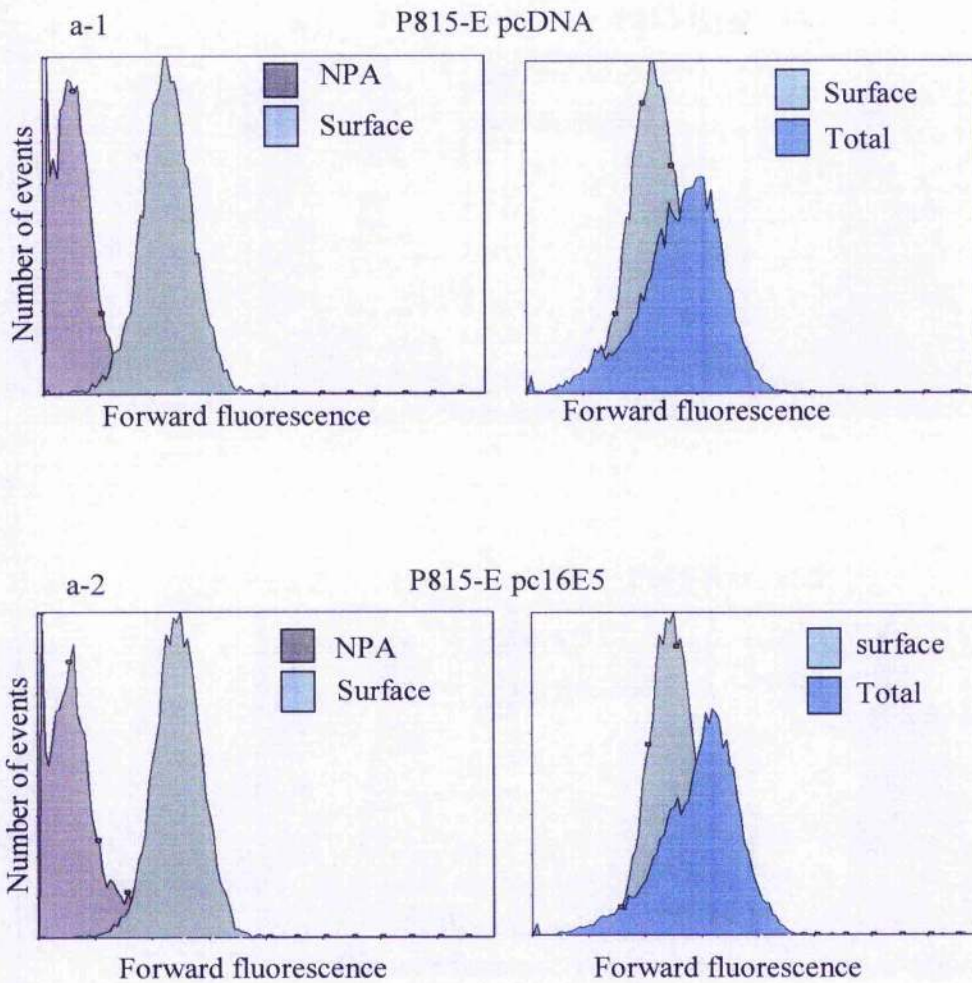 a-1
P815-E pcDNA
NPA
Surface
Number of events
Forward fluorescence
Surface
Total
Forward fluorescence
a-2
P815-E pc16E5
NPA
Surface
Number of events
Forward fluorescence
surface
Total
Forward fluorescence